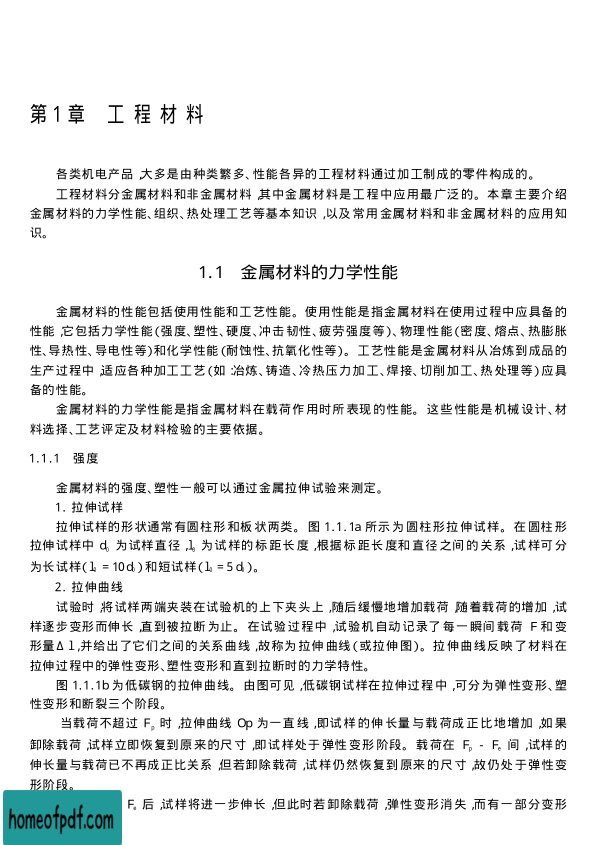 第1章　工 程 材 料
各类机电产品,大多是由种类繁多、性能各异的工程材料通过加工制成的零件构成的。
工程材料分金属材料和非金属材料,其中金属材料是工程中应用最广泛的。本章主要介绍
金属材料的力学性能、组织、热处理工艺等基本知识,以及常用金属材料和非金属材料的应用知
识。
1.1　金属材料的力学性能
金属材料的性能包括使用性能和工艺性能。使用性能是指金属材料在使用过程中应具备的
性能,它包括力学性能(强度、塑性、硬度、冲击韧性、疲劳强度等)、物理性能(密度、熔点、热膨胀
性、导热性、导电性等)和化学性能(耐蚀性、抗氧化性等)。工艺性能是金属材料从冶炼到成品的
生产过程中,适应各种加工工艺(如:冶炼、铸造、冷热压力加工、焊接、切削加工、热处理等)应具
备的性能。
金属材料的力学性能是指金属材料在载荷作用时所表现的性能。这些性能是机械设计、材
料选择、工艺评定及材料检验的主要依据。
1.1.1　强度
金属材料的强度、塑性一般可以通过金属拉伸试验来测定。
1. 拉伸试样
拉伸试样的形状通常有圆柱形和板状两类。图 1.1.1a 所示为圆柱形拉伸试样。在圆柱形
拉伸试样中 d₀ 为试样直径,l₀ 为试样的标距长度,根据标距长度和直径之间的关系,试样可分
为长试样(l₀ = 10d₀)和短试样(l₀ = 5d₀)。
2. 拉伸曲线
试验时,将试样两端夹装在试验机的上下夹头上,随后缓慢地增加载荷,随着载荷的增加,试
样逐步变形而伸长,直到被拉断为止。在试验过程中,试验机自动记录了每一瞬间载荷 F 和变
形量Δl,并给出了它们之间的关系曲线,故称为拉伸曲线(或拉伸图)。拉伸曲线反映了材料在
拉伸过程中的弹性变形、塑性变形和直到拉断时的力学特性。
图 1.1.1b 为低碳钢的拉伸曲线。由图可见,低碳钢试样在拉伸过程中,可分为弹性变形、塑
性变形和断裂三个阶段。
当载荷不超过 Fₚ 时,拉伸曲线 Op 为一直线,即试样的伸长量与载荷成正比地增加,如果
卸除载荷,试样立即恢复到原来的尺寸,即试样处于弹性变形阶段。载荷在 Fₚ - Fₑ 间,试样的
伸长量与载荷已不再成正比关系,但若卸除载荷,试样仍然恢复到原来的尺寸,故仍处于弹性变
形阶段。
Fₑ 后,试样将进一步伸长,但此时若卸除载荷,弹性变形消失,而有一部分变形
homeofpdf.com